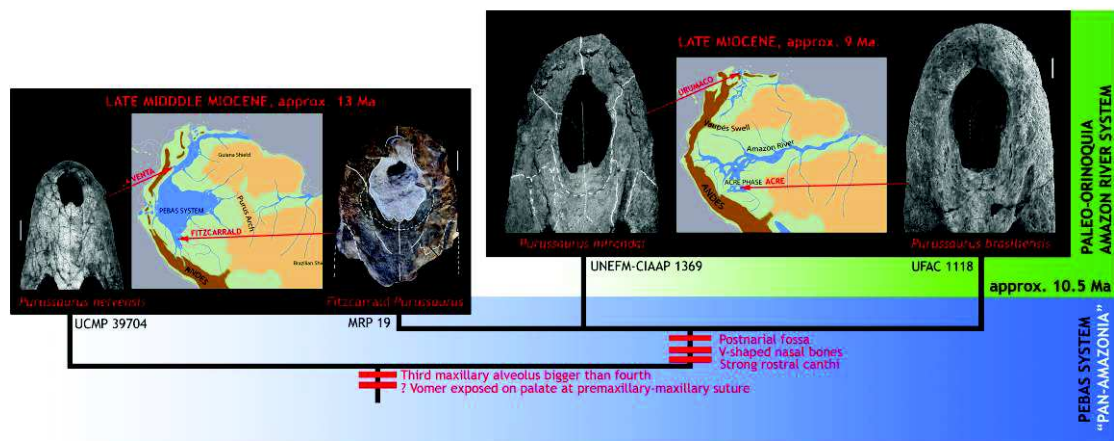 LATE MIDDDLE MIOCENE, approx. 13 Ma
VENTA
Guiana Shield
PEBAS SYSTEM
Purus Arch
FITZCARRALD
Brazilian Shi
ANDES
Purussaurus neivensis
Fitzcarrald Purussaurus
UCMP 39704
MRP 19
LATE MIOCENE, approx. 9 Ma
URUMACO
Vaupes Swell
Amazon River
ACRE PHASE
ACRE
ANDES
Purussaurus mirandai
Purussaurus brasiliensis
UNEFM-CIAAP 1369
UFAC 1118
PALEO-ORINOQUIA
AMAZON RIVER SYSTEM
approx. 10.5 Ma
PEBAS SYSTEM
"PAN-AMAZONIA"
Postnarial fossa
V-shaped nasal bones
Strong rostral canthi
Third maxillary alveolus bigger than fourth
? Vomer exposed on palate at premaxillary-maxillary suture